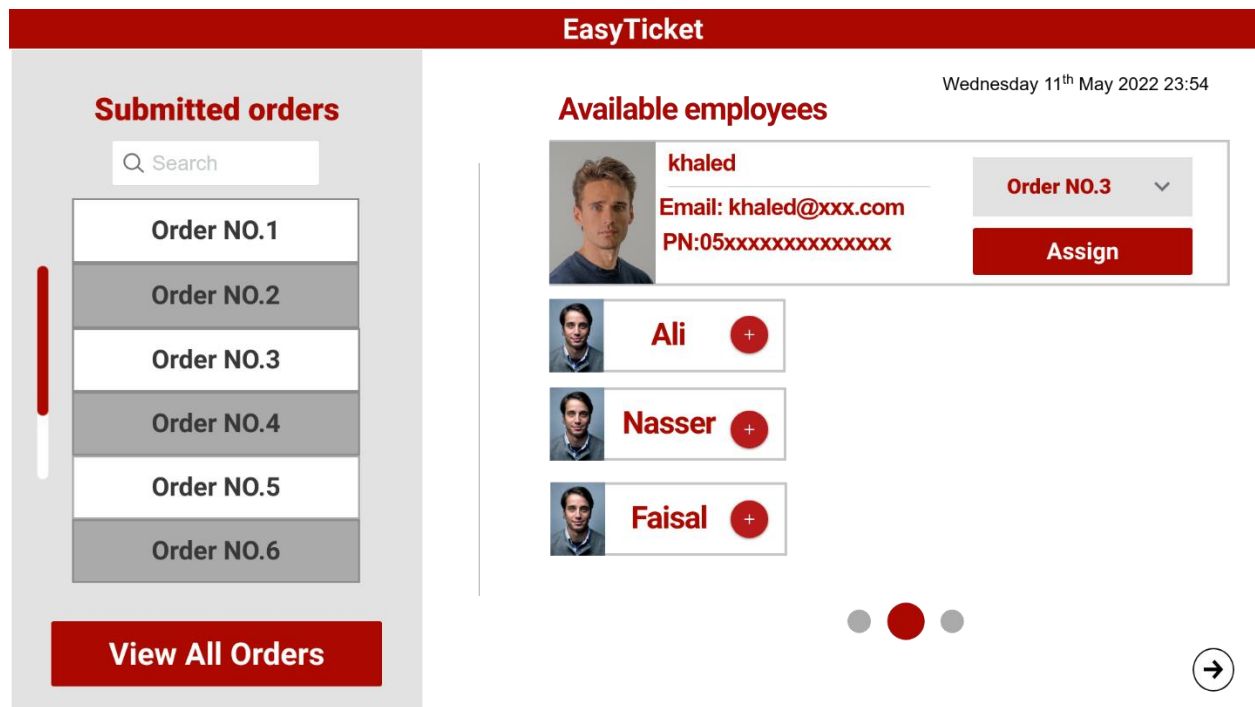 EasyTicket
Wednesday 11th May 2022 23:54
Submitted orders
Search
Order NO.1
Order NO.2
Order NO.3
Order NO.4
Order NO.5
Order NO.6
View All Orders
Available employees
khaled
Email: khaled@xxx.com
PN:05xxxxxxxxxxxxxx
Order NO.3
Assign
Ali
+
Nasser
+
Faisal
+